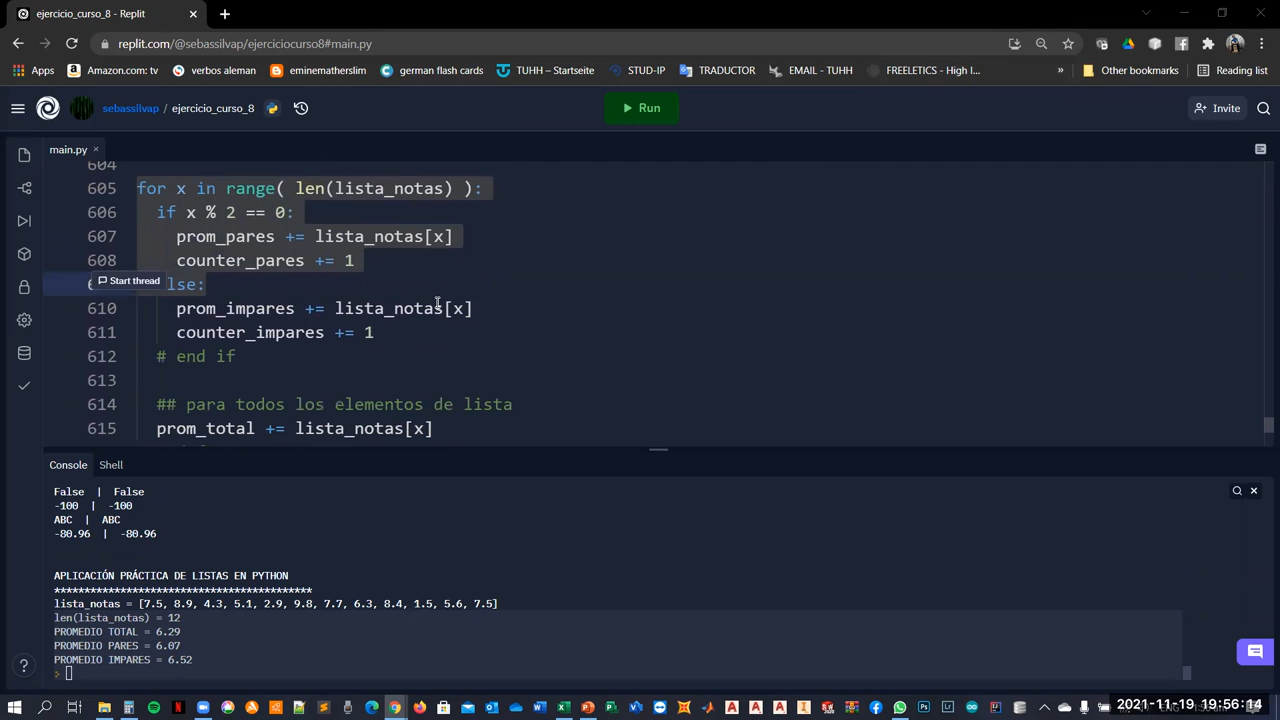 ejercicio_curso_8 - Replit
replit.com/@sebassilvap/ejerciciocurso8#main.py
Apps Amazon.com: tv verbos aleman eminematherslim german flash cards TUHH – Startseite STUD-IP TRADUCTOR EMAIL - TUHH FREELETICS - High I... » Other bookmarks Reading list
sebassilvap / ejercicio_curso_8 Run Invite
main.py
604
605 for x in range( len(lista_notas) ):
606 if x % 2 == 0:
607 prom_pares += lista_notas[x]
608 counter_pares += 1
Start thread lse:
610 prom_impares += lista_notas[x]
611 counter_impares += 1
612 # end if
613
614 ## para todos los elementos de lista
615 prom_total += lista_notas[x]
Console Shell
False | False
-100 | -100
ABC | ABC
-80.96 | -80.96
APLICACIÓN PRÁCTICA DE LISTAS EN PYTHON
*******************************************
lista_notas = [7.5, 8.9, 4.3, 5.1, 2.9, 9.8, 7.7, 6.3, 8.4, 1.5, 5.6, 7.5]
len(lista_notas) = 12
PROMEDIO TOTAL = 6.29
PROMEDIO PARES = 6.07
PROMEDIO IMPARES = 6.52
2021-11-19 19:56:14